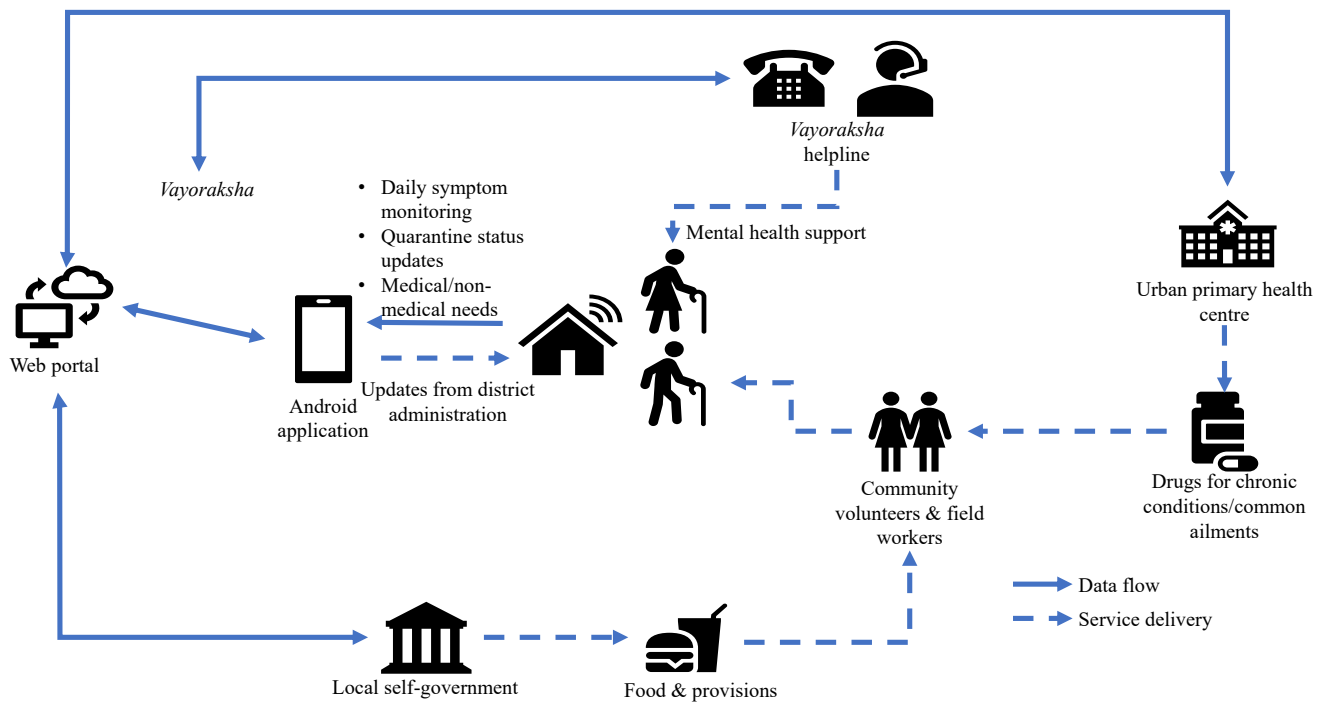 Vayoraksha
helpline
Vayoraksha
• Daily symptom
monitoring
• Quarantine status
updates
• Medical/non-
medical needs
Mental health support
Urban primary health
centre
Web portal
Updates from district
administration
Android
application
Community
volunteers & field
workers
Drugs for chronic
conditions/common
ailments
Data flow
Service delivery
Local self-government
Food & provisions